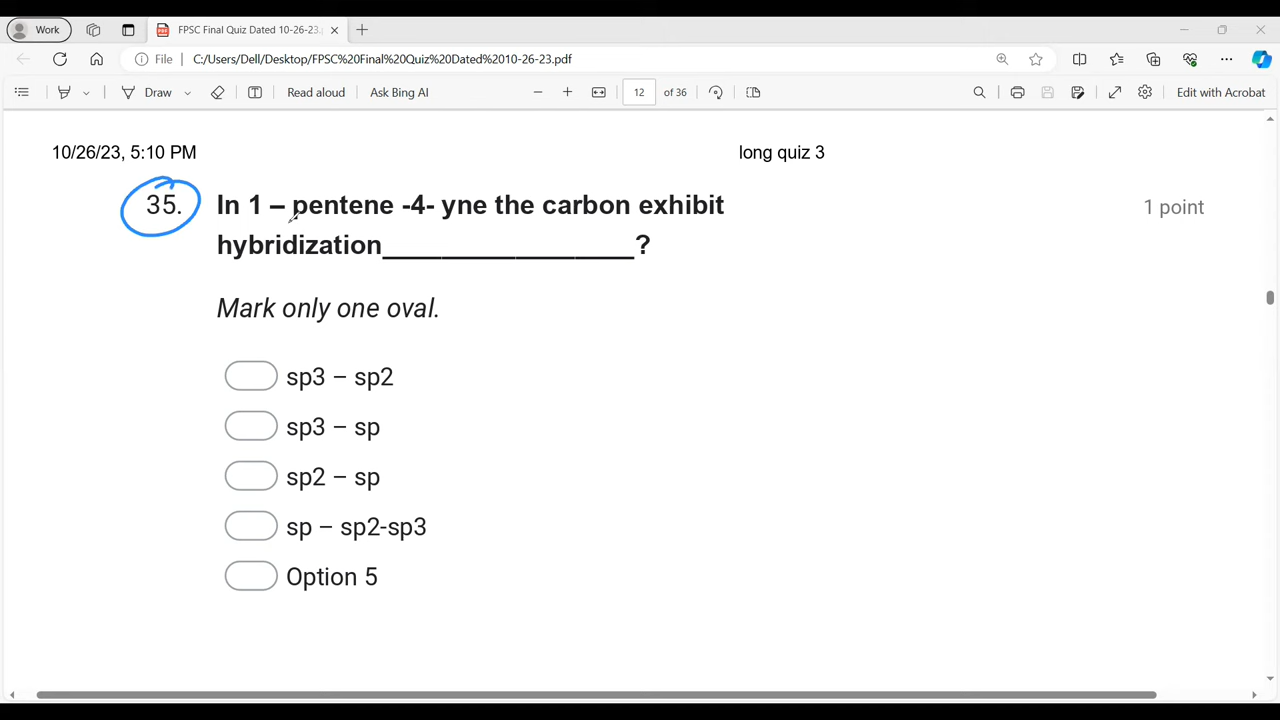 Work
FPSC Final Quiz Dated 10-26-23.
File
C:/Users/Dell/Desktop/FPSC%20Final%20Quiz%20Dated%2010-26-23.pdf
Draw
Read aloud
Ask Bing AI
12
of 36
Edit with Acrobat
10/26/23, 5:10 PM
long quiz 3
35.
In 1 – pentene -4- yne the carbon exhibit
1 point
hybridization_________________?
Mark only one oval.
sp3 – sp2
sp3 – sp
sp2 – sp
sp – sp2-sp3
Option 5